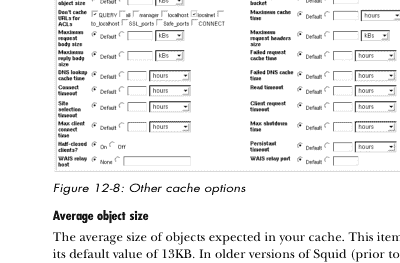 object size Default kBs bucket
Don't cache URLs for ACLs QUERY all manager localhost localnet to_localhost SSL_ports Safe_ports CONNECT Maximum cache time Default hours
Maximum request body size Default kBs Maximum request headers size Default kBs
Maximum reply body size Default kBs Failed request cache time Default hours
DNS lookup cache time Default hours Failed DNS cache time Default hours
Connect timeout Default hours Read timeout Default hours
Site selection timeout Default hours Client request timeout Default hours
Max client connect time Default hours Max shutdown time Default hours
Half-closed clients? On Off Persistant timeout Default hours
WAIS relay host None WAIS relay port Default
Figure 12-8: Other cache options
Average object size
The average size of objects expected in your cache. This item
its default value of 13KB. In older versions of Squid (prior to